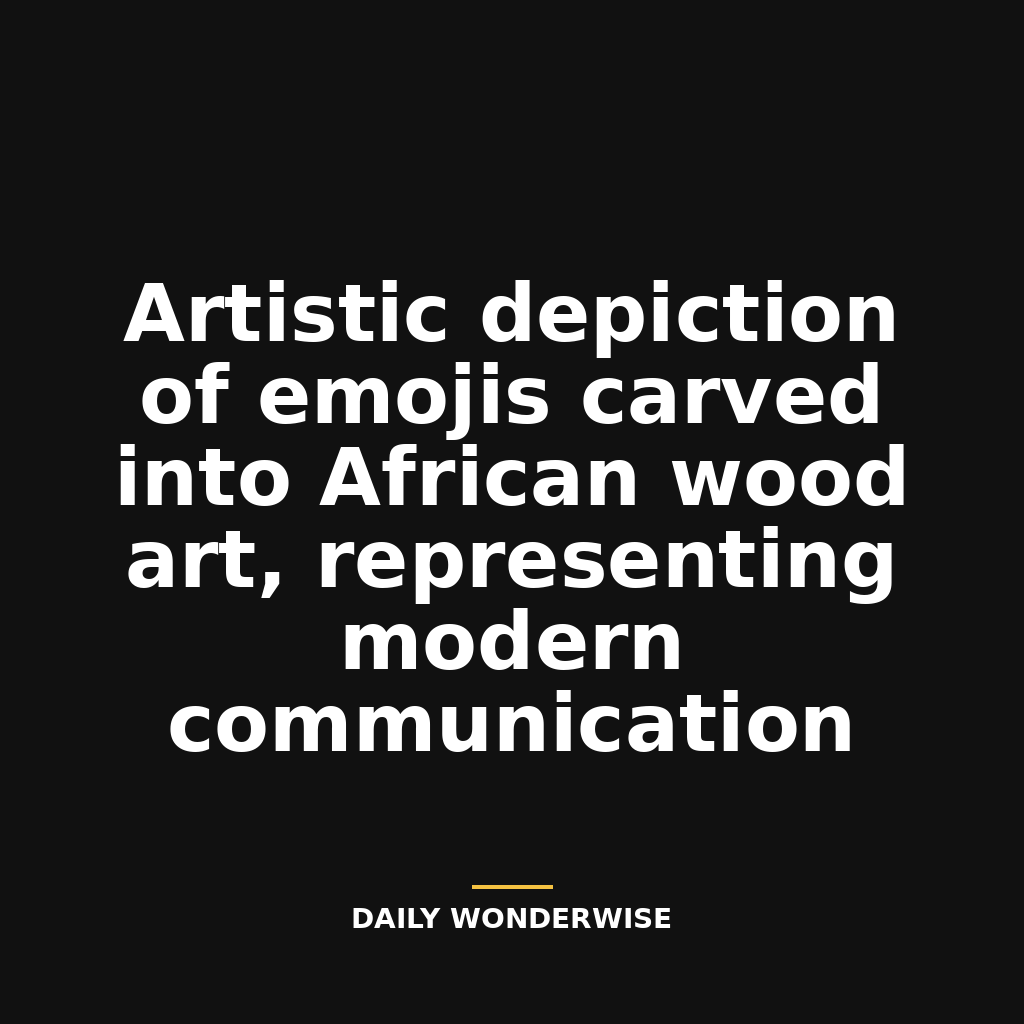 Artistic depiction
of emojis carved
into African wood
art, representing
modern
communication
DAILY WONDERWISE